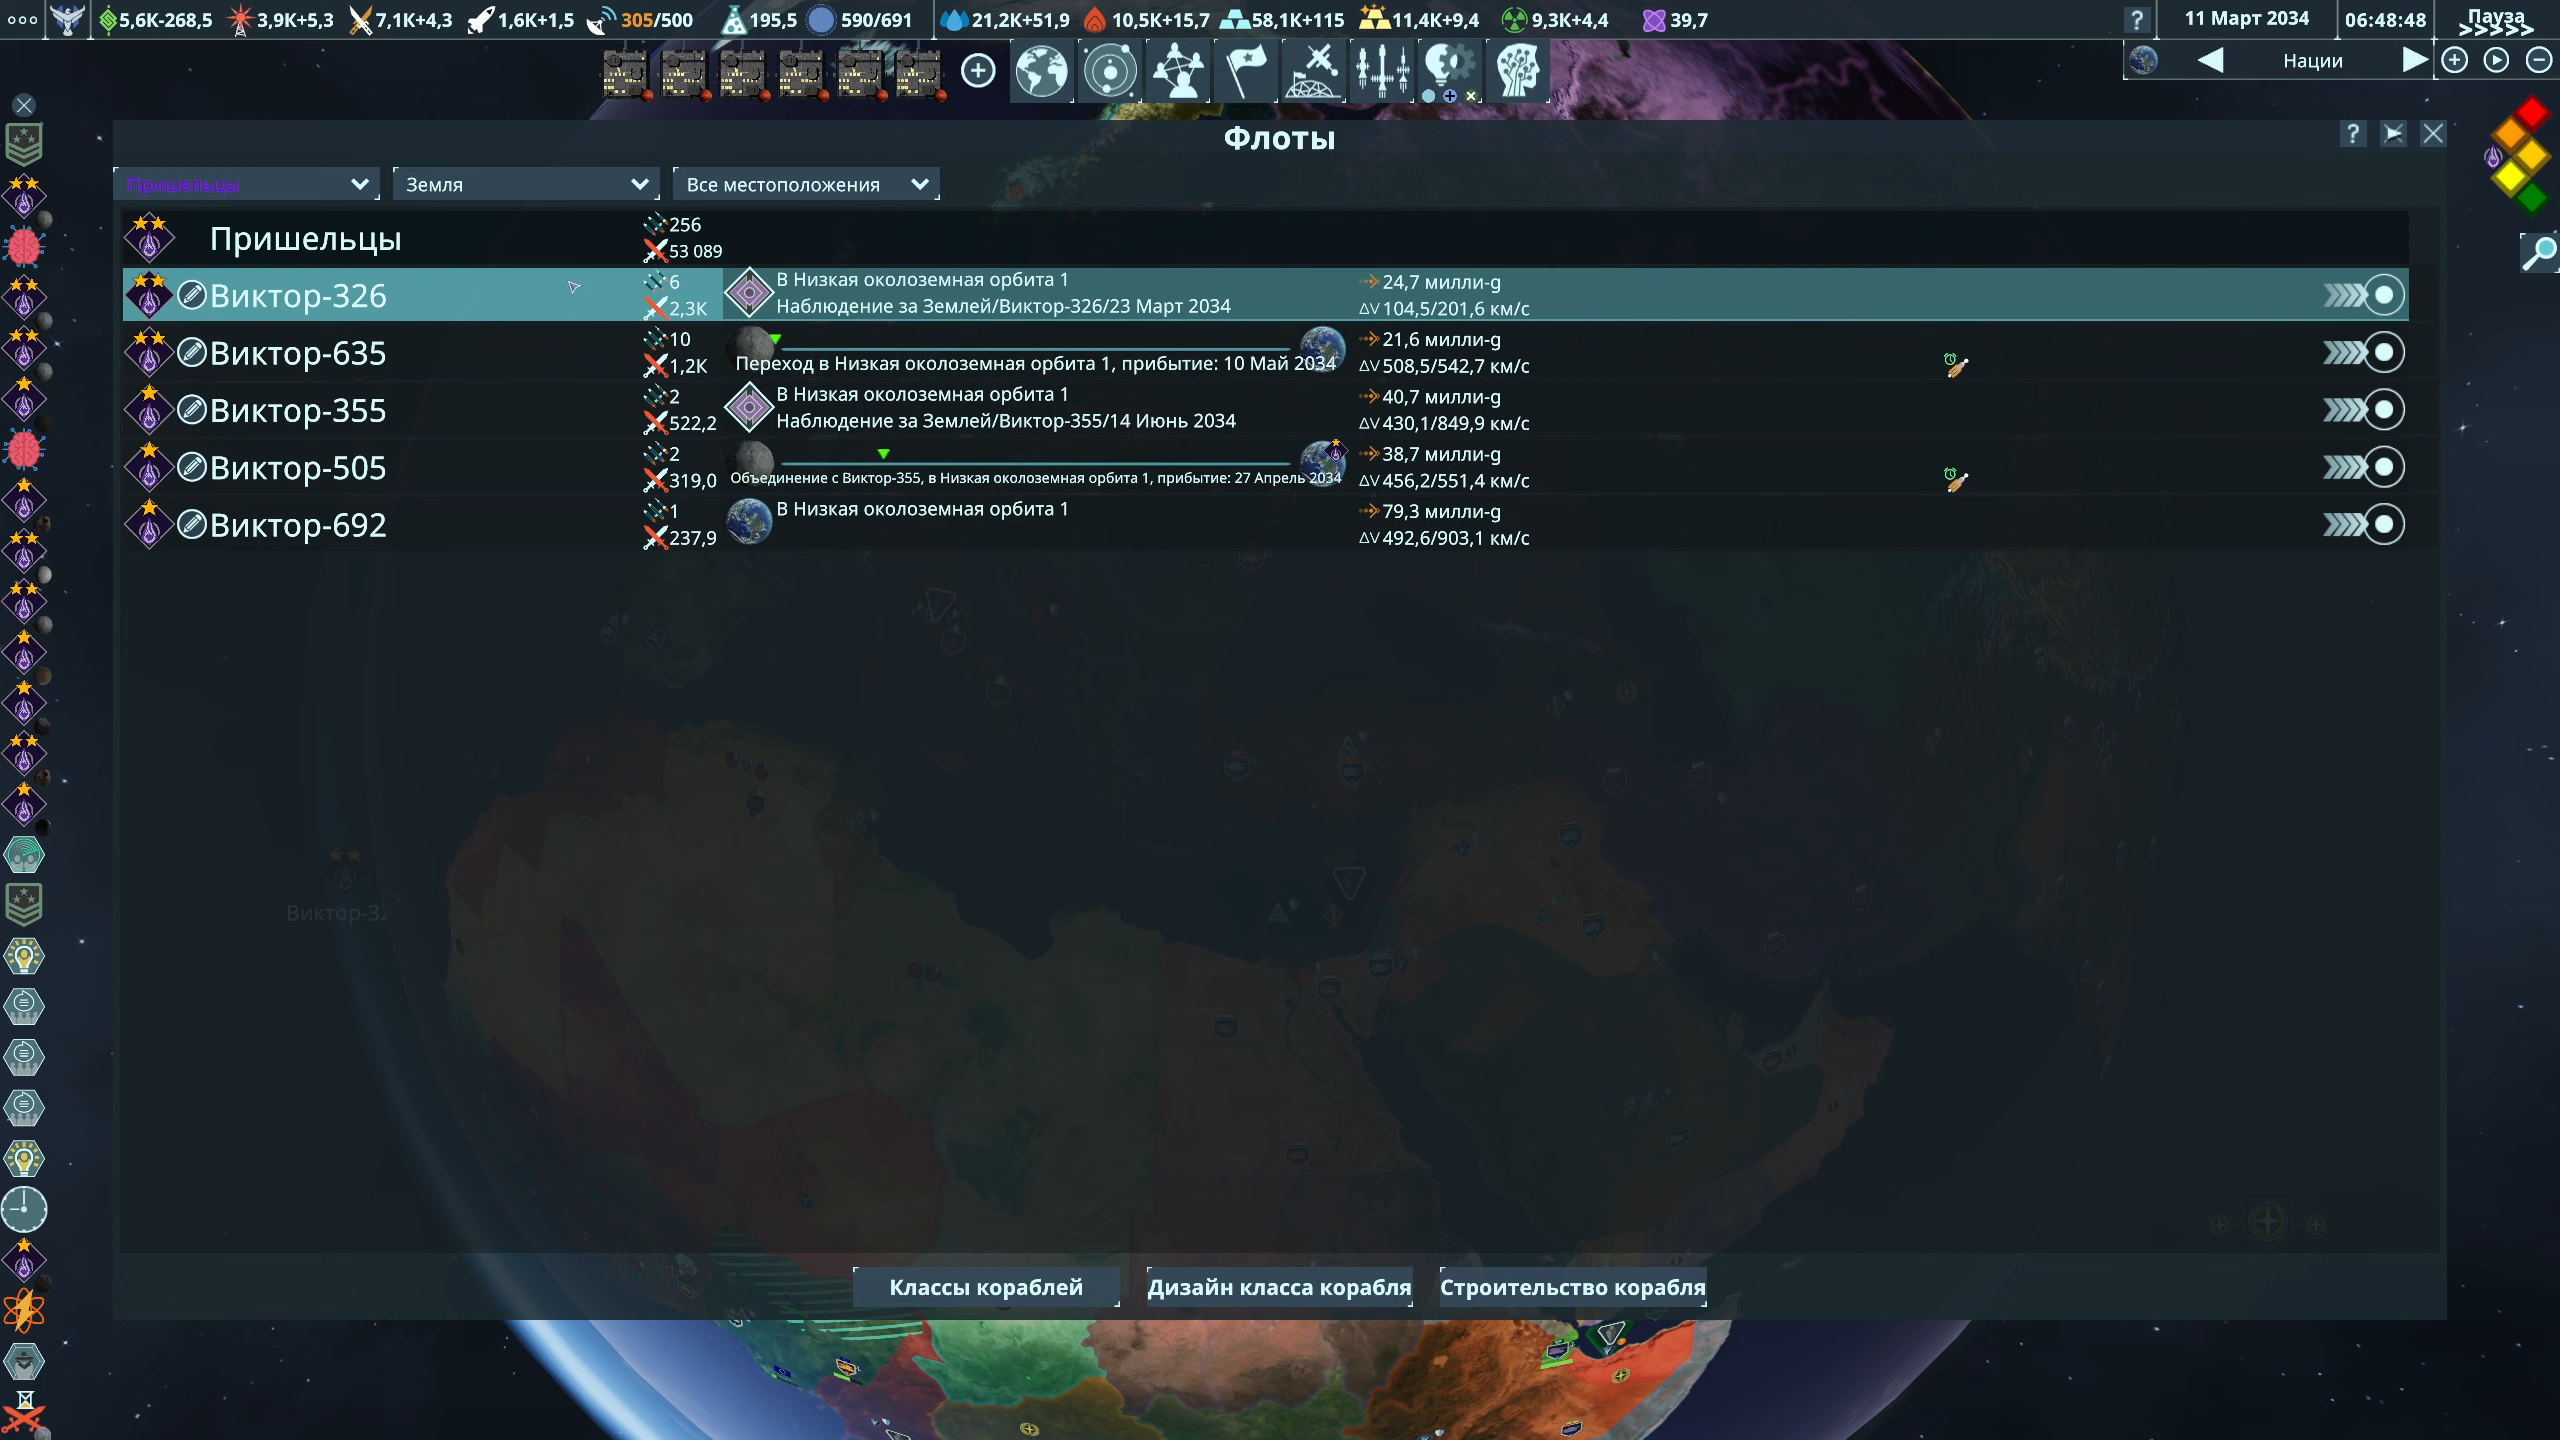 5,6K-268,5 3,9K+5,3 7,1K+4,3 1,6K+1,5 305/500 195,5 590/691 21,2K+51,9 10,5K+15,7 58,1K+115 11,4K+9,4 9,3K+4,4 39,7 ? 11 Март 2034 06:48:48 Пауза
>>>>>
Нации
Флоты
?
Пришельцы Земля Все местоположения
Пришельцы
256
53 089
Виктор-326
6
2,3K
В Низкая околоземная орбита 1
Наблюдение за Землей/Виктор-326/23 Март 2034
24,7 милли-g
ΔV 104,5/201,6 км/с
Виктор-635
10
1,2K
Переход в Низкая околоземная орбита 1, прибытие: 10 Май 2034
21,6 милли-g
ΔV 508,5/542,7 км/с
Виктор-355
2
522,2
В Низкая околоземная орбита 1
Наблюдение за Землей/Виктор-355/14 Июнь 2034
40,7 милли-g
ΔV 430,1/849,9 км/с
Виктор-505
2
319,0
Объединение с Виктор-355, в Низкая околоземная орбита 1, прибытие: 27 Апрель 2034
38,7 милли-g
ΔV 456,2/551,4 км/с
Виктор-692
1
237,9
В Низкая околоземная орбита 1
79,3 милли-g
ΔV 492,6/903,1 км/с
Виктор-3
Классы кораблей Дизайн класса корабля Строительство корабля